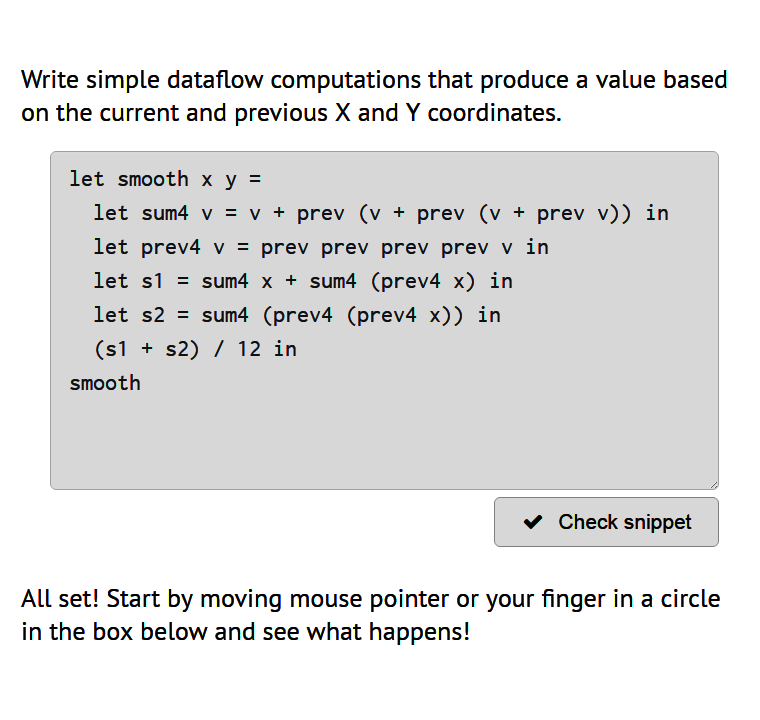 Write simple dataflow computations that produce a value based
on the current and previous X and Y coordinates.
let smooth x y =
  let sum4 v = v + prev (v + prev (v + prev v)) in
  let prev4 v = prev prev prev prev v in
  let s1 = sum4 x + sum4 (prev4 x) in
  let s2 = sum4 (prev4 (prev4 x)) in
  (s1 + s2) / 12 in
smooth
✔ Check snippet
All set! Start by moving mouse pointer or your finger in a circle
in the box below and see what happens!